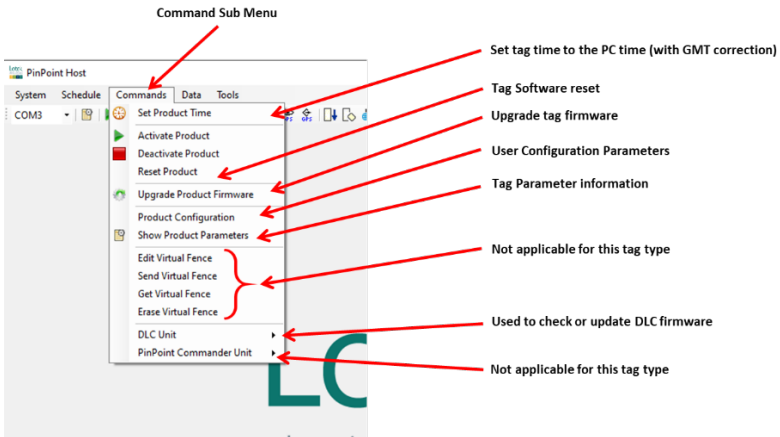 Command Sub Menu
Set tag time to the PC time (with GMT correction)
PinPoint Host
System Schedule Commands Data Tools
Tag Software reset
COM3
Set Product Time
Upgrade tag firmware
Activate Product
Deactivate Product
User Configuration Parameters
Reset Product
Tag Parameter information
Upgrade Product Firmware
Product Configuration
Show Product Parameters
Edit Virtual Fence
Not applicable for this tag type
Send Virtual Fence
Get Virtual Fence
Erase Virtual Fence
Used to check or update DLC firmware
DLC Unit
PinPoint Commander Unit
Not applicable for this tag type
LO